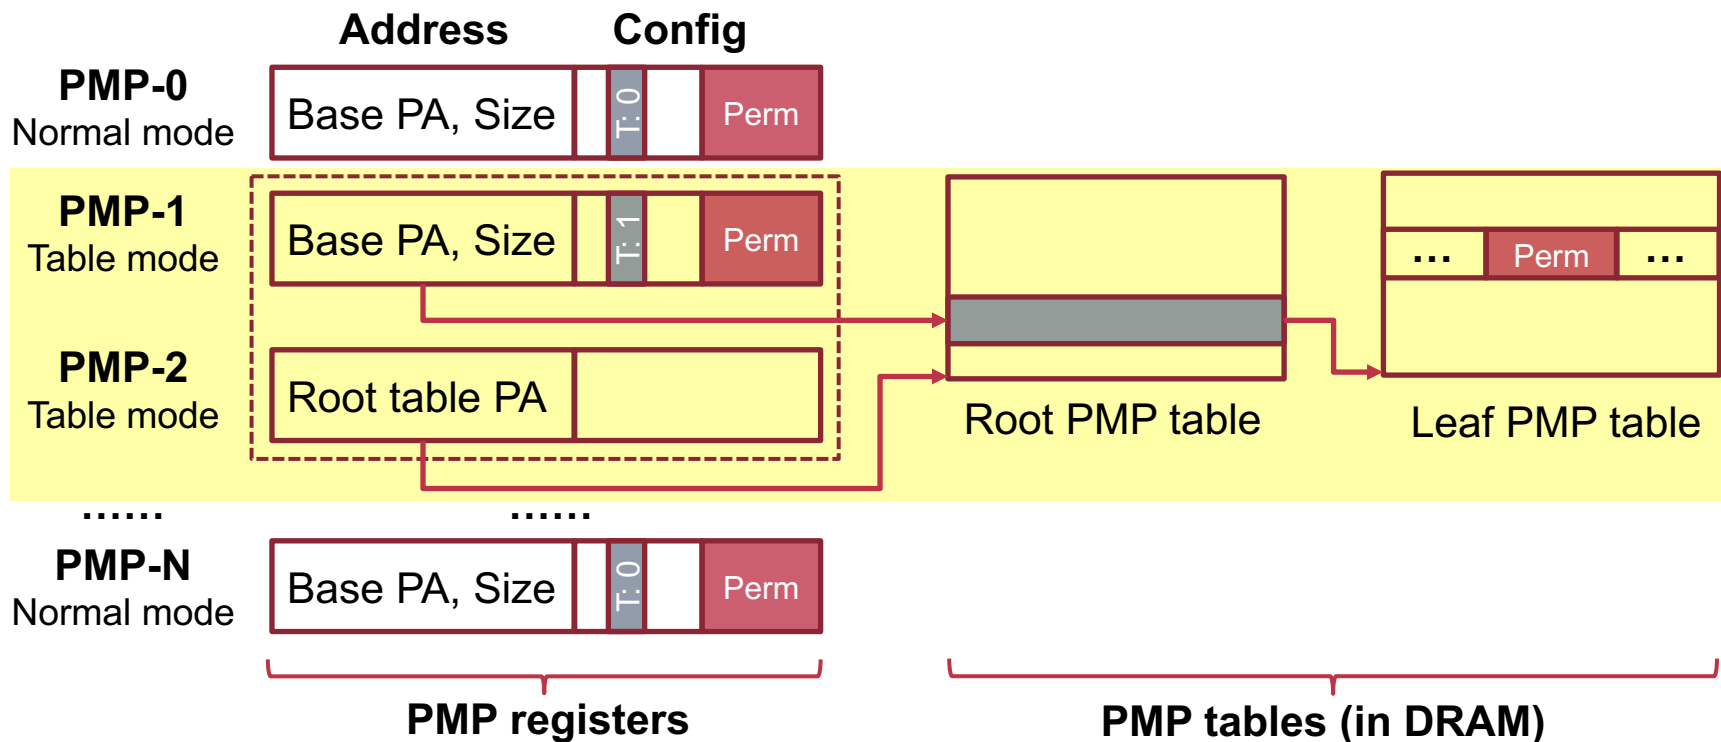 Address Config
PMP-0
Normal mode
Base PA, Size
T: 0
Perm
PMP-1
Table mode
Base PA, Size
T: 1
Perm
PMP-2
Table mode
Root table PA
Root PMP table
... Perm ...
Leaf PMP table
...... ......
PMP-N
Normal mode
Base PA, Size
T: 0
Perm
PMP registers
PMP tables (in DRAM)